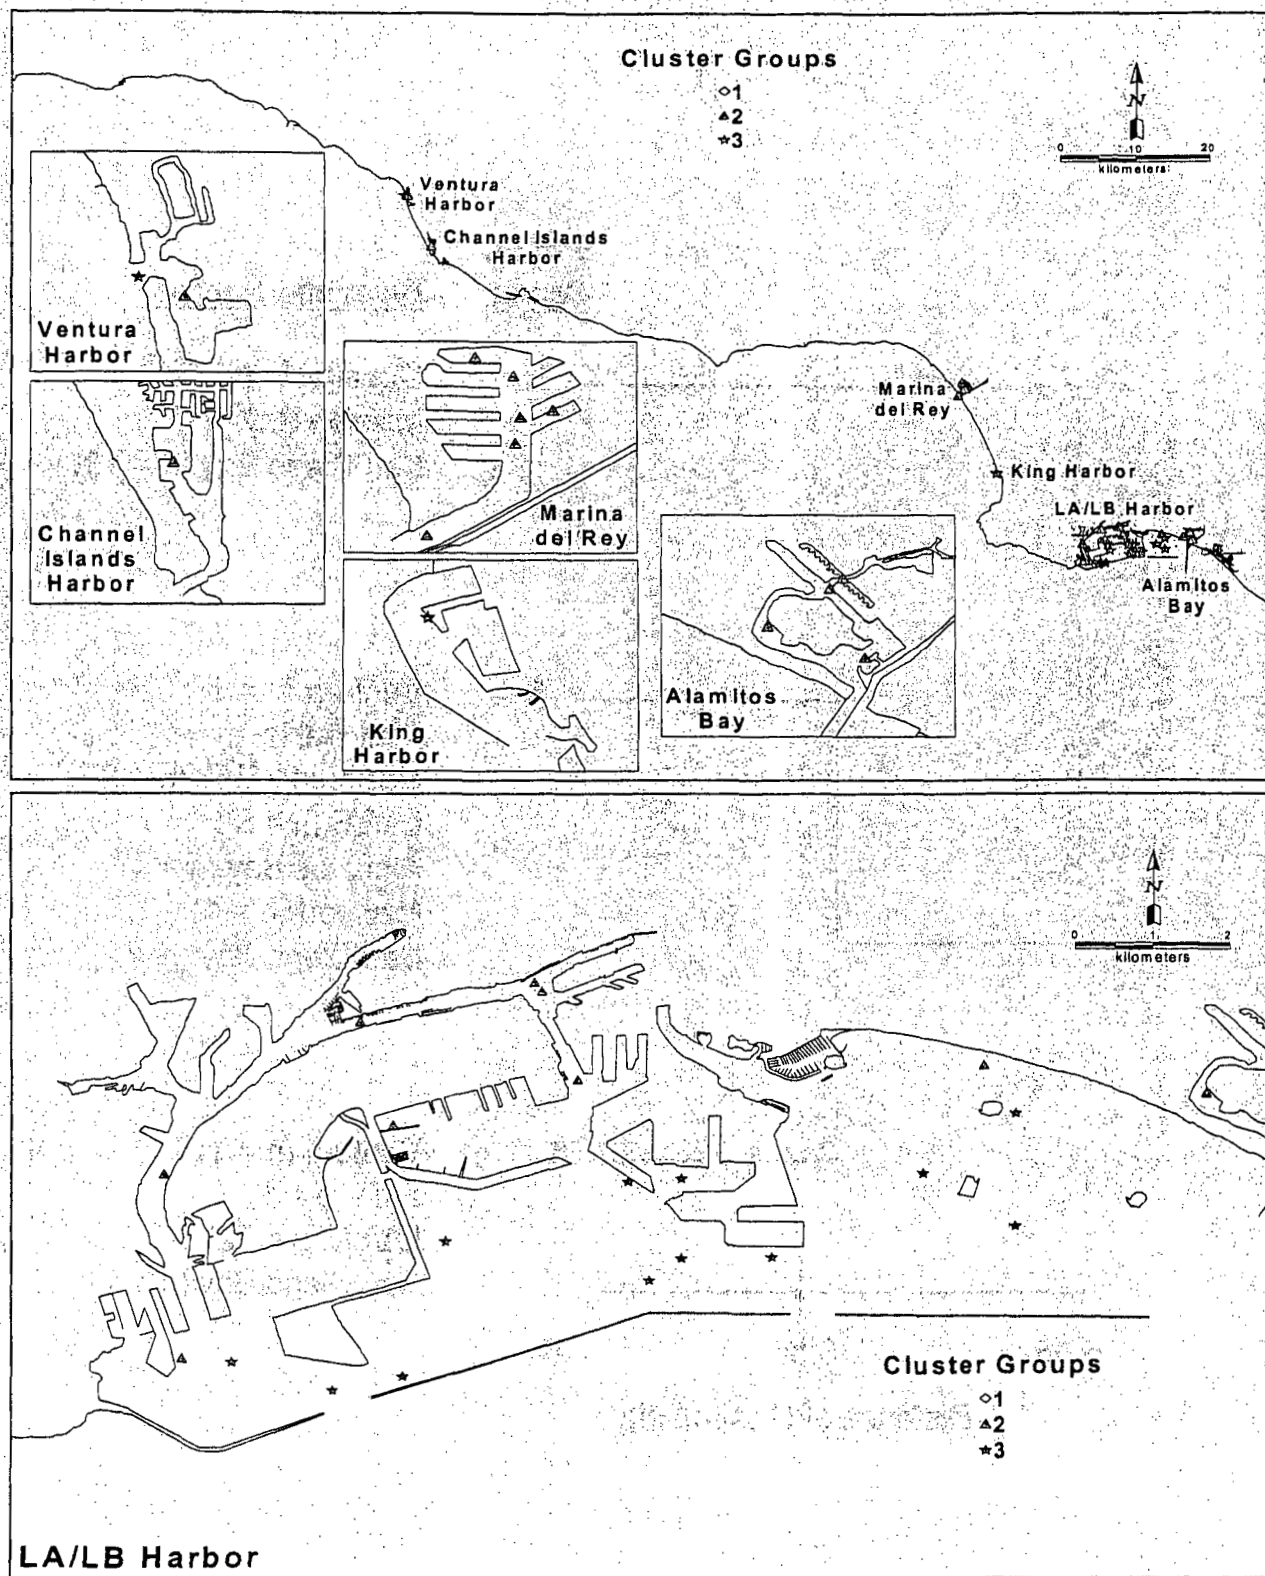 Cluster Groups
1
2
3
N
0 10 20
kilometers
Ventura
Harbor
Channel Islands
Harbor
Ventura
Harbor
Marina
del Rey
King Harbor
LA/LB Harbor
Alamitos
Bay
Channel
Islands
Harbor
Marina
del Rey
King
Harbor
Alamitos
Bay
N
0 1 2
kilometers
Cluster Groups
1
2
3
LA/LB Harbor